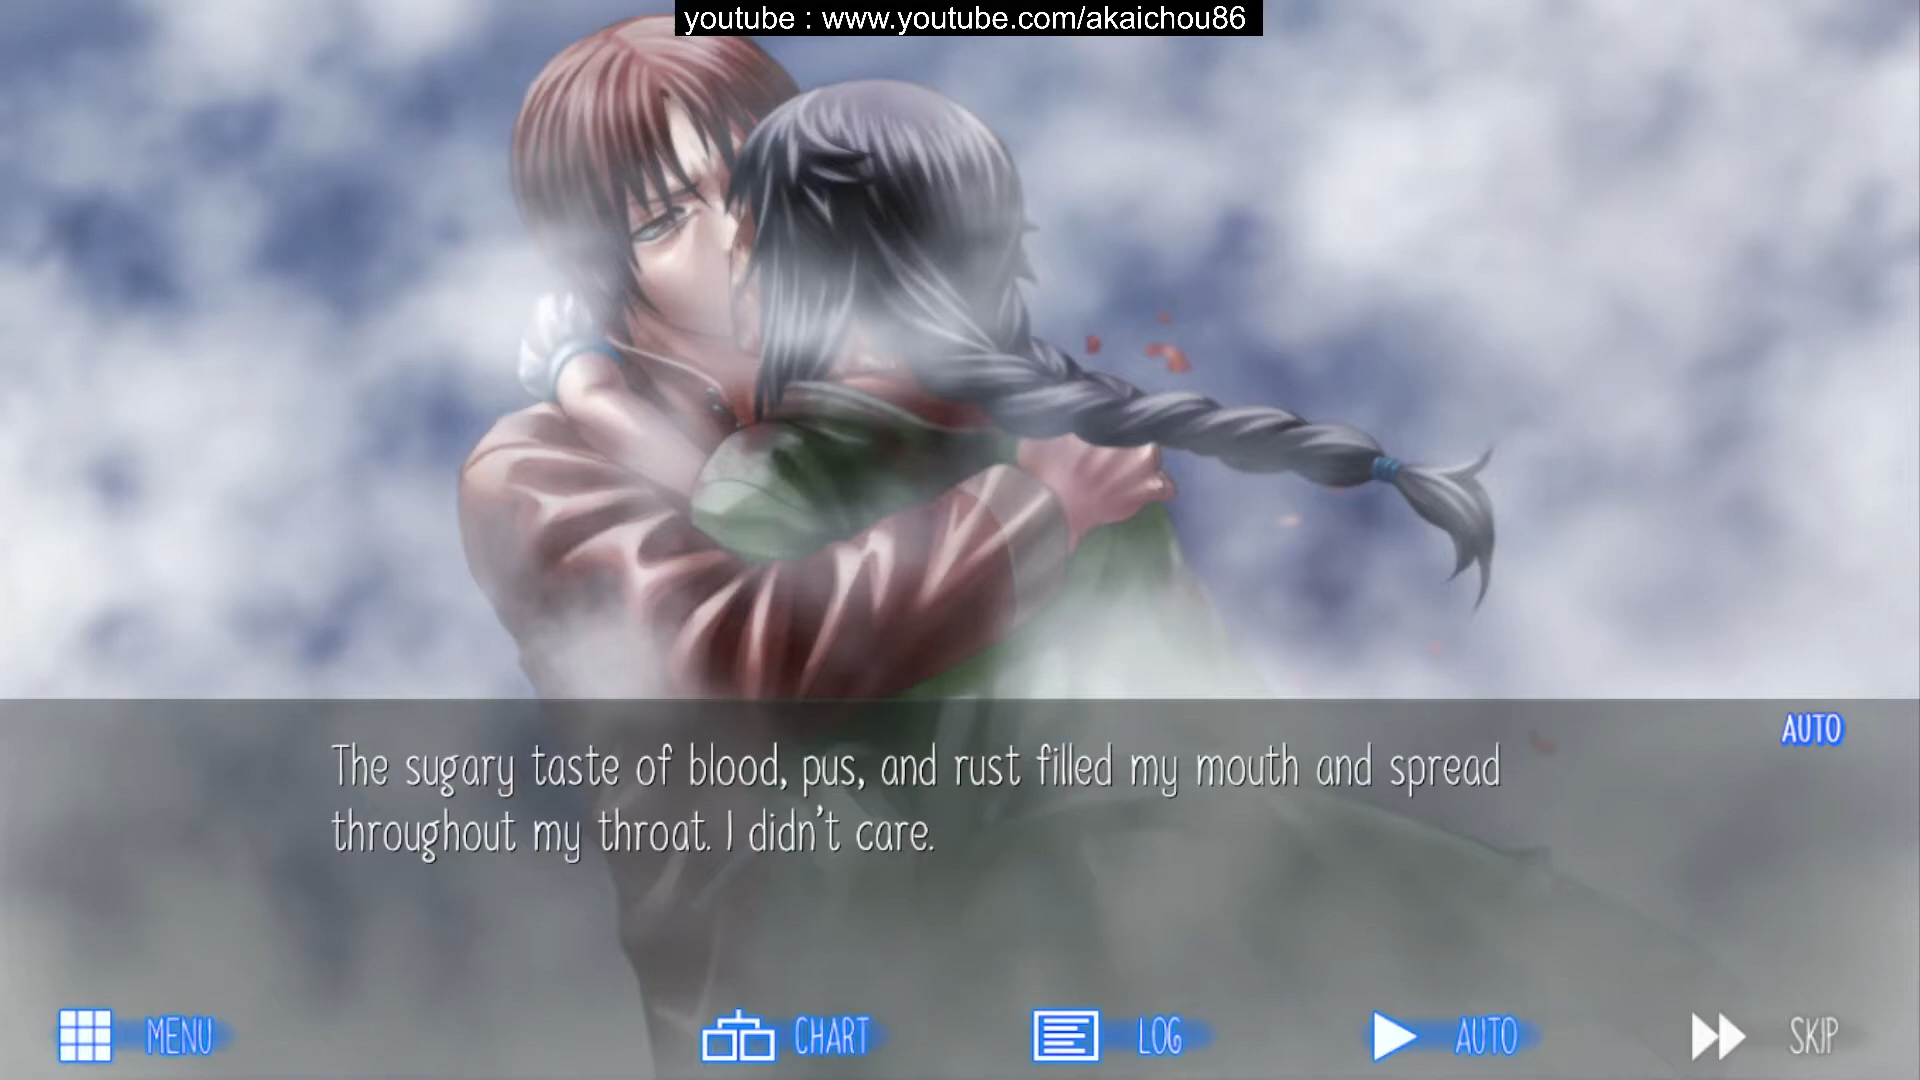 youtube : www.youtube.com/akaichou86
AUTO
The sugary taste of blood, pus, and rust filled my mouth and spread
throughout my throat. I didn't care.
MENU
CHART
LOG
AUTO
SKIP